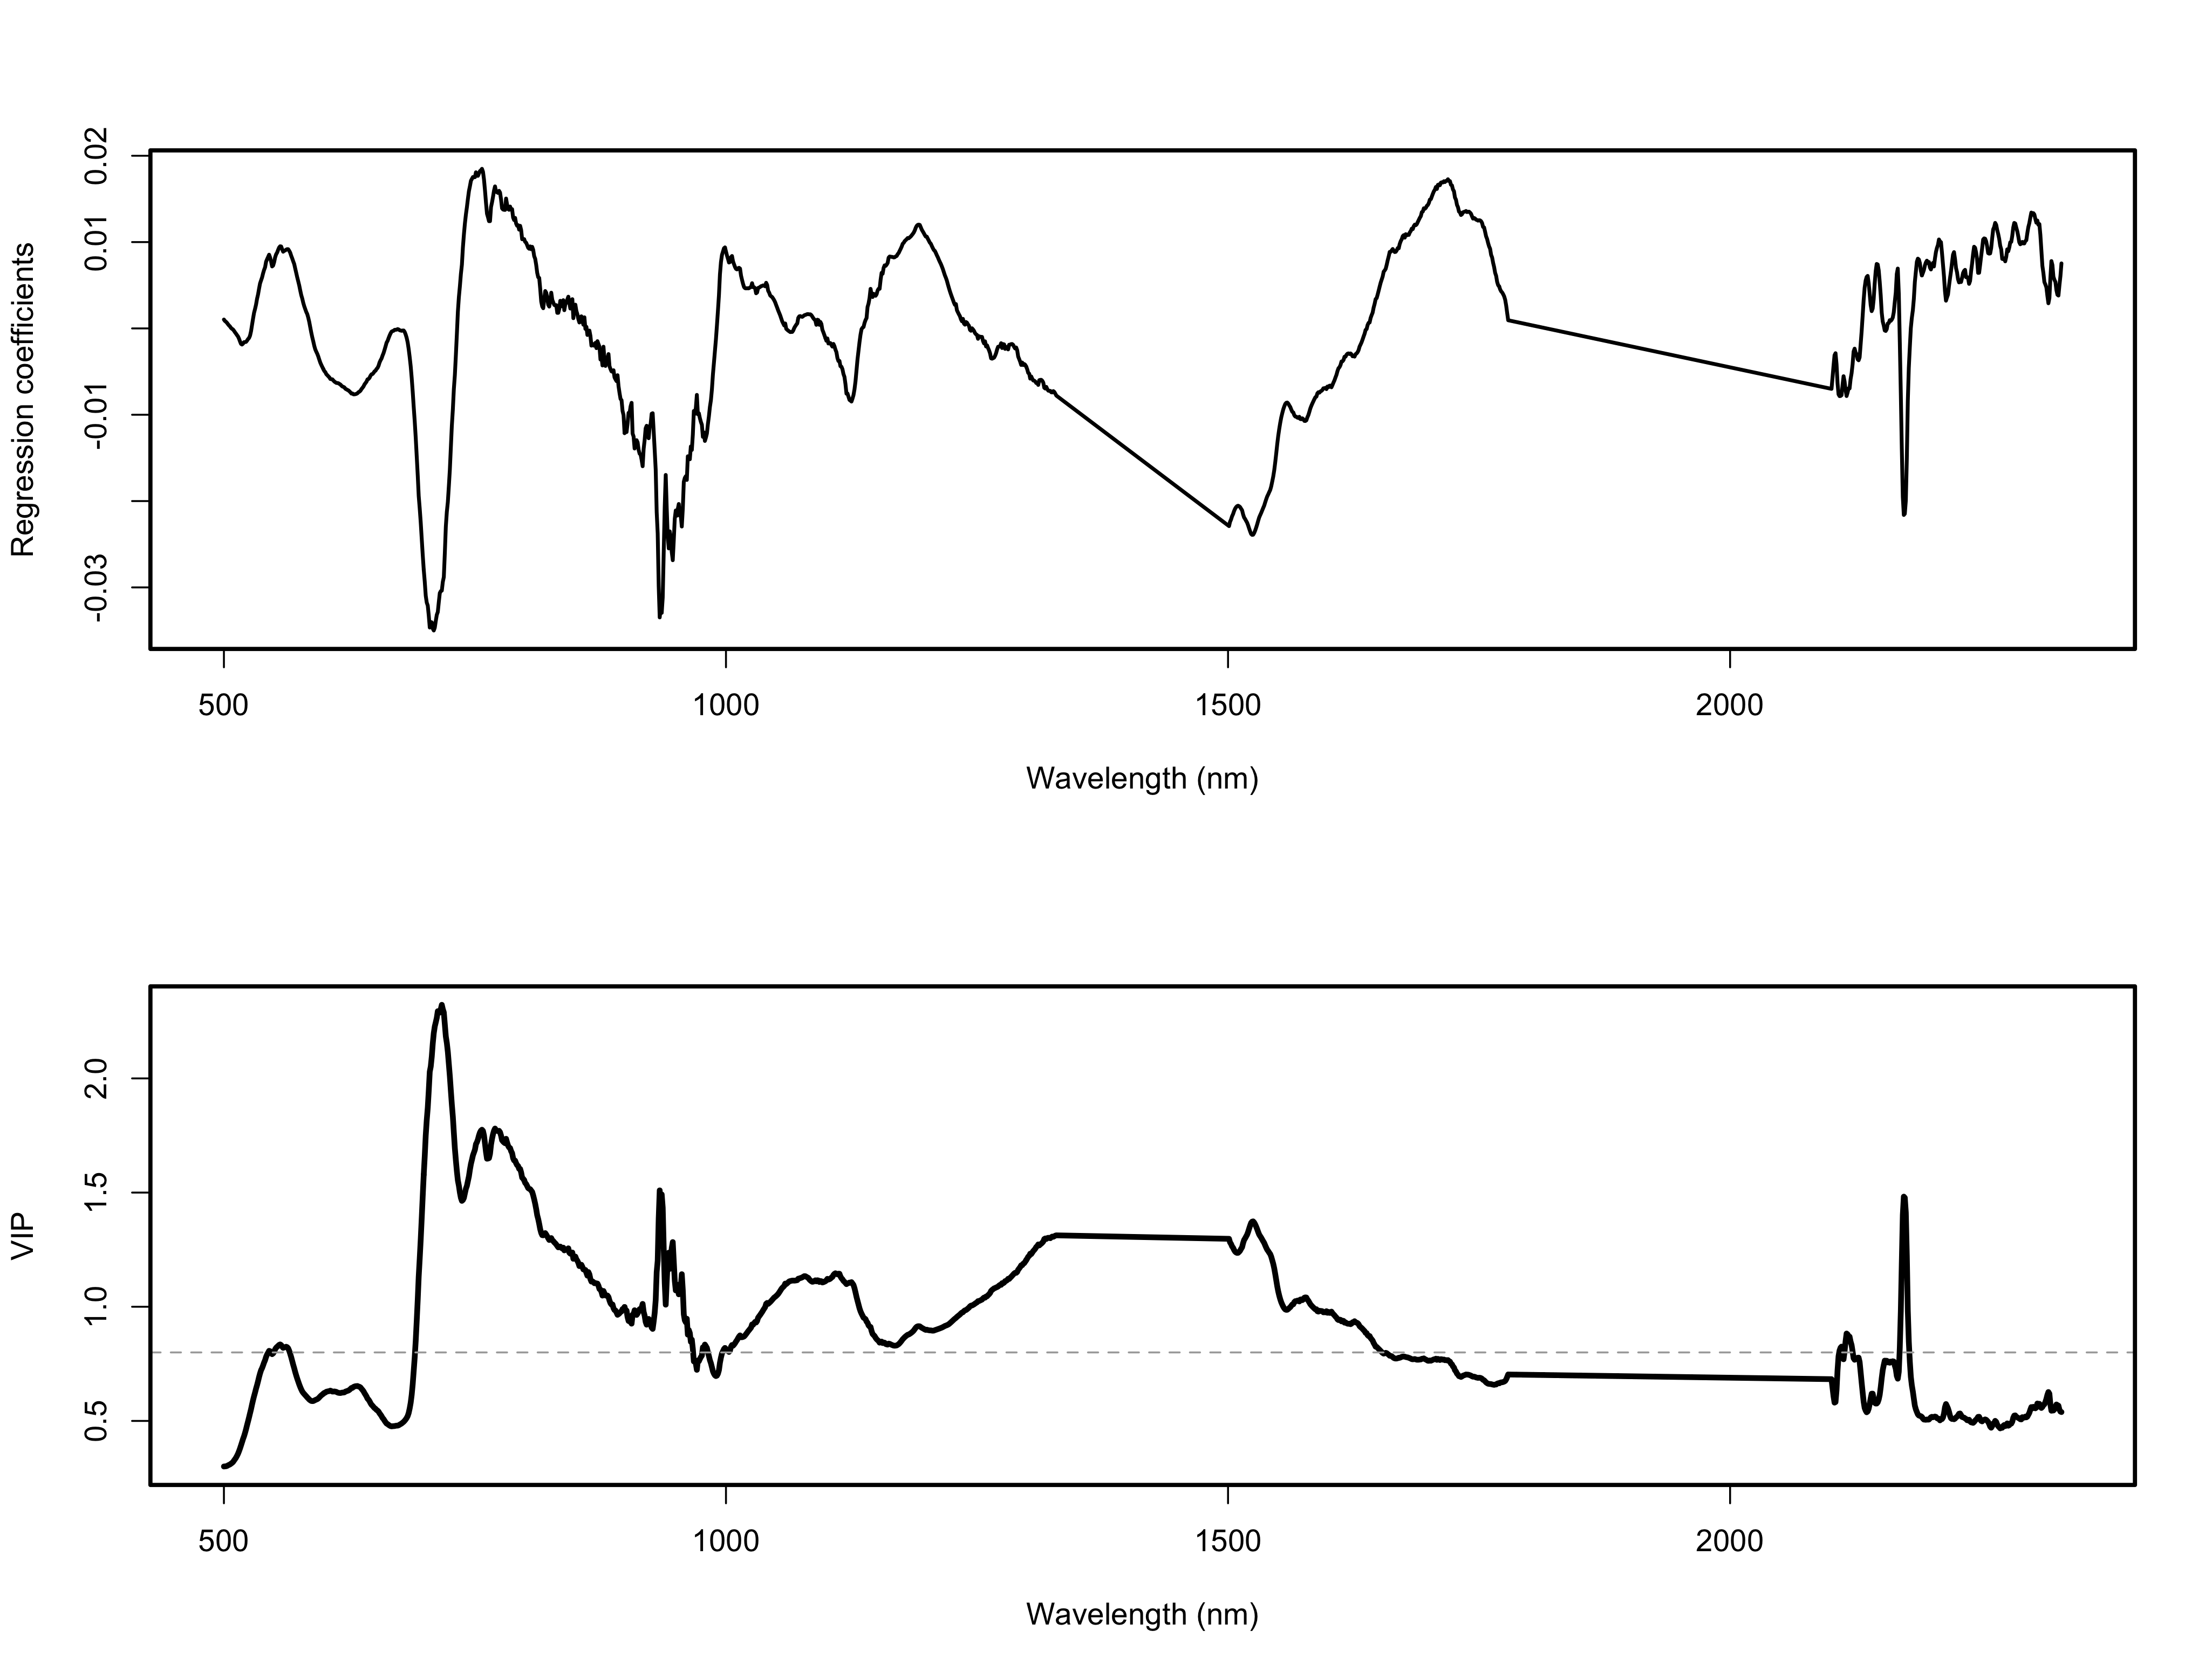 Regression coefficients
0.02
0.01
-0.01
-0.03
500 1000 1500 2000
Wavelength (nm)
VIP
2.0
1.5
1.0
0.5
500 1000 1500 2000
Wavelength (nm)